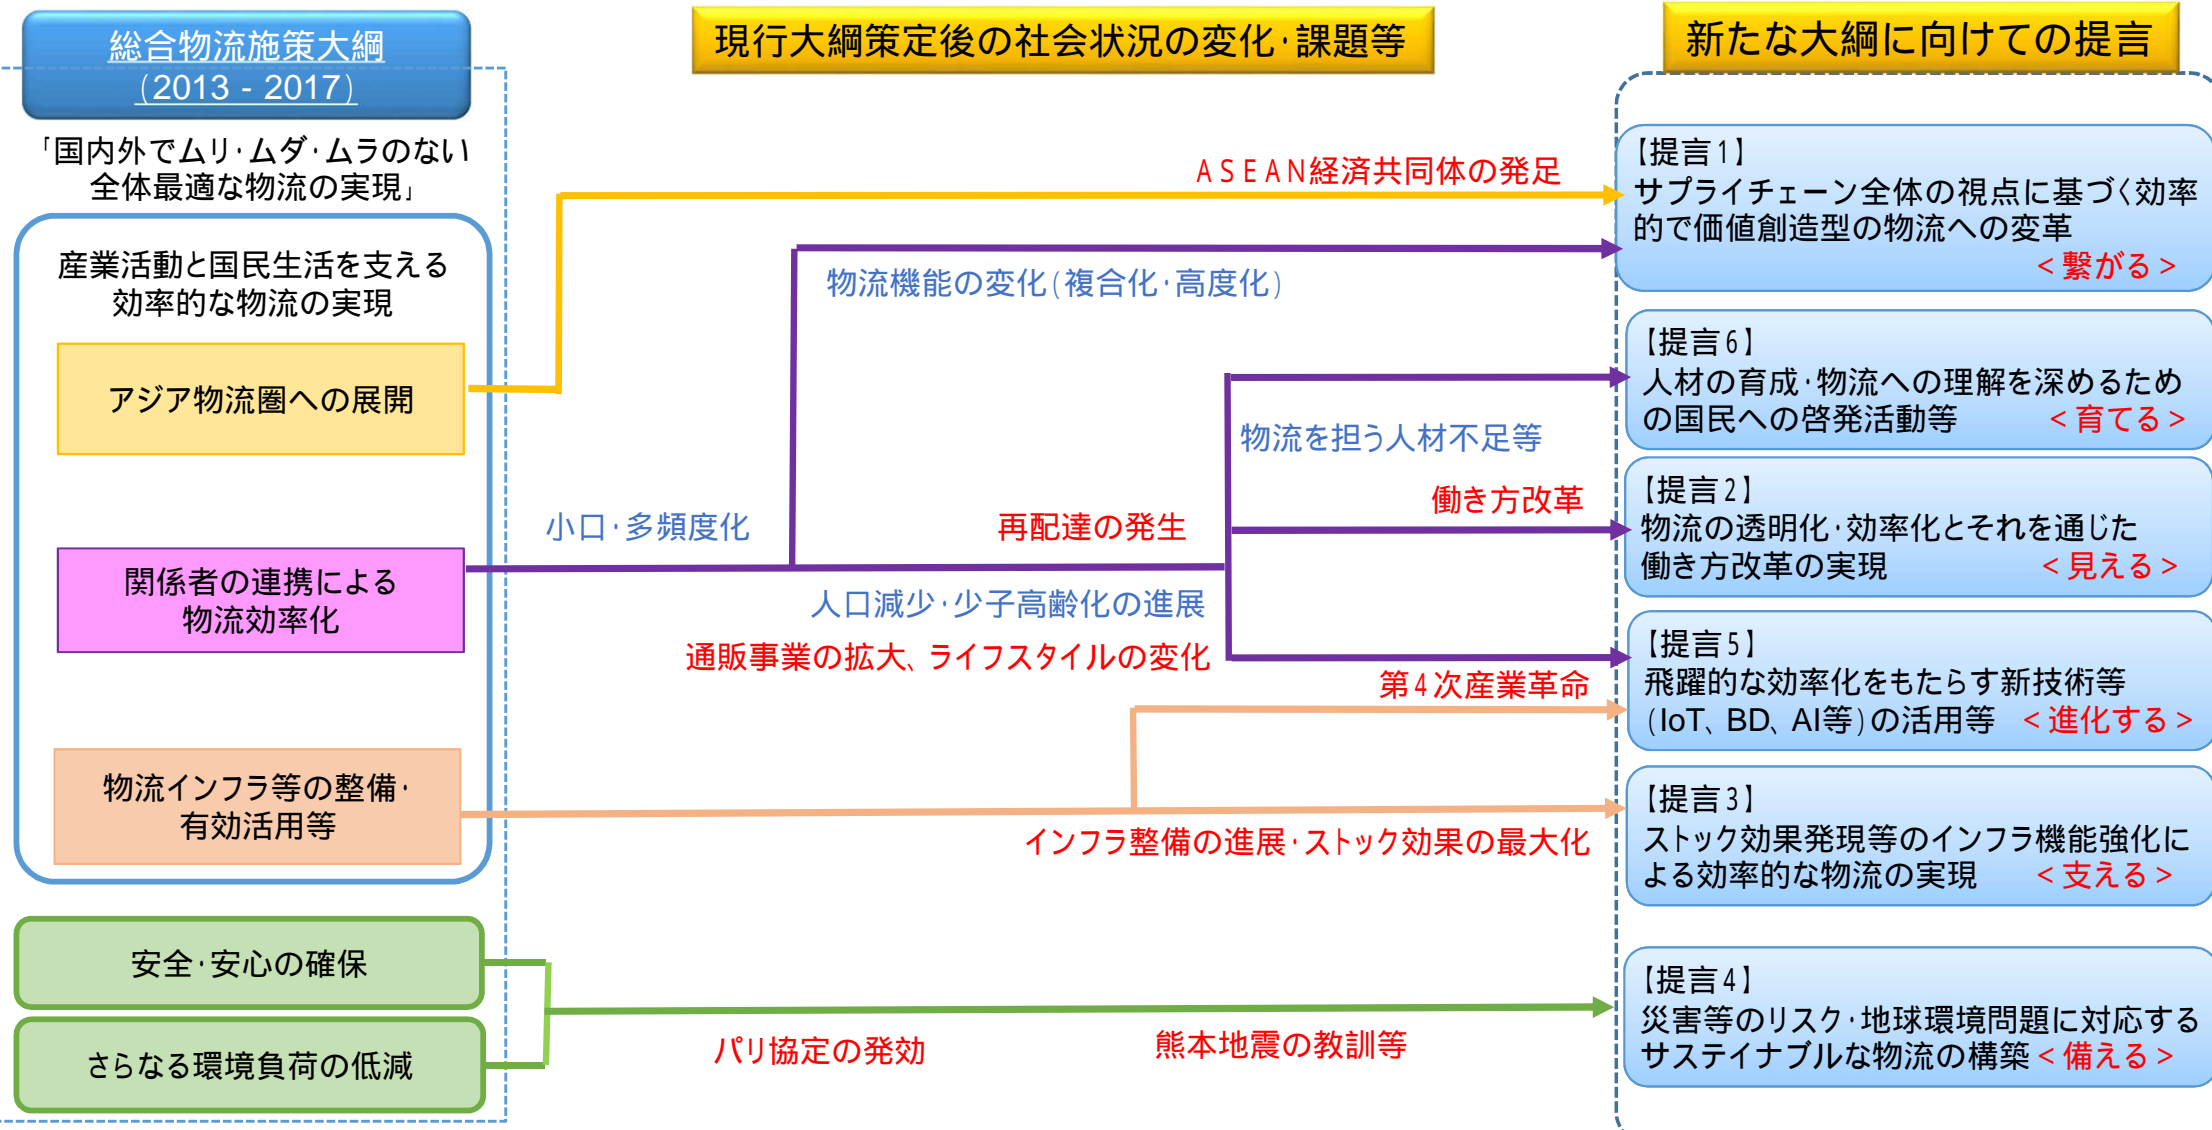 総合物流施策大綱
(2013 - 2017)
「国内外でムリ・ムダ・ムラのない
全体最適な物流の実現」
産業活動と国民生活を支える
効率的な物流の実現
アジア物流圏への展開
関係者の連携による
物流効率化
物流インフラ等の整備・
有効活用等
安全・安心の確保
さらなる環境負荷の低減
現行大綱策定後の社会状況の変化・課題等
ASEAN経済共同体の発足
物流機能の変化(複合化・高度化)
物流を担う人材不足等
働き方改革
小口・多頻度化
再配達の発生
人口減少・少子高齢化の進展
通販事業の拡大、ライフスタイルの変化
第4次産業革命
インフラ整備の進展・ストック効果の最大化
パリ協定の発効
熊本地震の教訓等
新たな大綱に向けての提言
【提言1】
サプライチェーン全体の視点に基づく効率
的で価値創造型の物流への変革
<繋がる>
【提言6】
人材の育成・物流への理解を深めるため
の国民への啓発活動等 <育てる>
【提言2】
物流の透明化・効率化とそれを通じた
働き方改革の実現 <見える>
【提言5】
飛躍的な効率化をもたらす新技術等
(IoT、BD、AI等)の活用等 <進化する>
【提言3】
ストック効果発現等のインフラ機能強化に
よる効率的な物流の実現 <支える>
【提言4】
災害等のリスク・地球環境問題に対応する
サステイナブルな物流の構築 <備える>